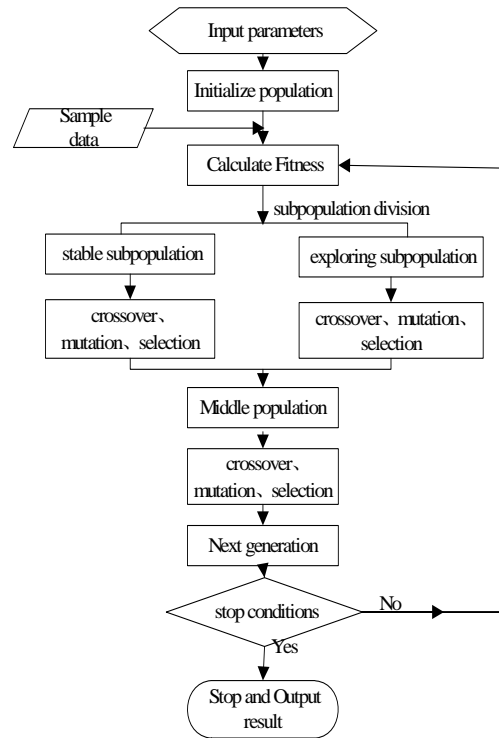 Input parameters
Initialize population
Sample
data
Calculate Fitness
subpopulation division
stable subpopulation
exploring subpopulation
crossover、
mutation、selection
crossover、mutation、
selection
Middle population
crossover、
mutation、selection
Next generation
stop conditions
No
Yes
Stop and Output
result